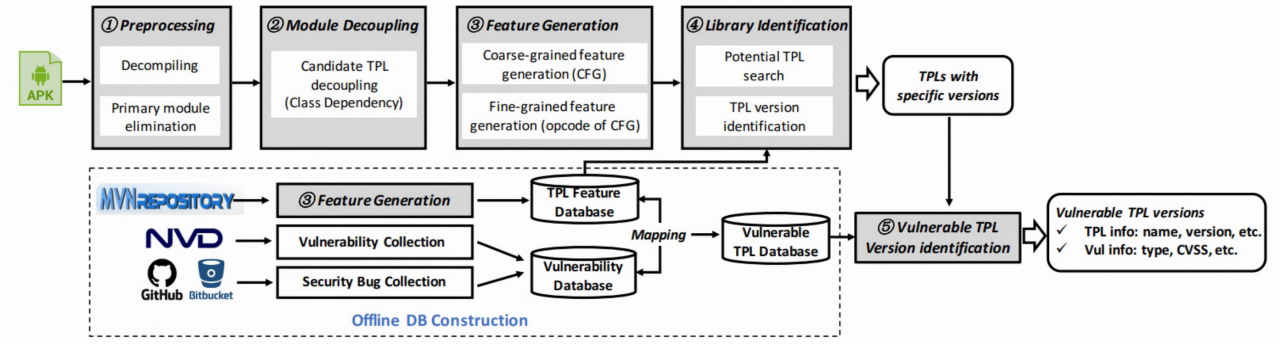 ① Preprocessing
Decompiling
Primary module
elimination
② Module Decoupling
Candidate TPL
decoupling
(Class Dependency)
③ Feature Generation
Coarse-grained feature
generation (CFG)
Fine-grained feature
generation (opcode of CFG)
④ Library Identification
Potential TPL
search
TPL version
identification
TPLs with
specific versions
APK
MVNREPOSITORY
③ Feature Generation
TPL Feature
Database
NVD
Vulnerability Collection
GitHub
Bitbucket
Security Bug Collection
Vulnerability
Database
Mapping
Vulnerable
TPL Database
⑤ Vulnerable TPL
Version identification
Vulnerable TPL versions
✓ TPL info: name, version, etc.
✓ Vul info: type, CVSS, etc.
Offline DB Construction